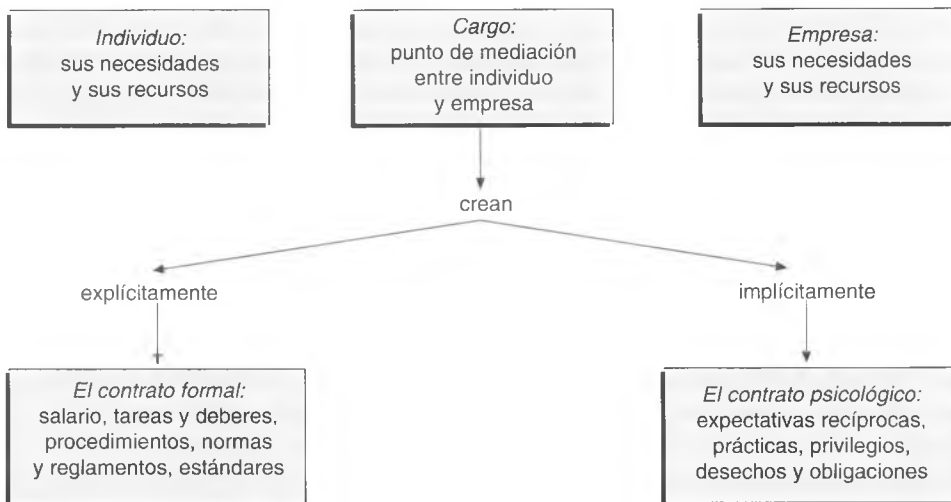 Individuo:
sus necesidades
y sus recursos
Cargo:
punto de mediación
entre individuo
y empresa
Empresa:
sus necesidades
y sus recursos
crean
explícitamente
implícitamente
El contrato formal:
salario, tareas y deberes,
procedimientos, normas
y reglamentos, estándares
El contrato psicológico:
expectativas recíprocas,
prácticas, privilegios,
desechos y obligaciones